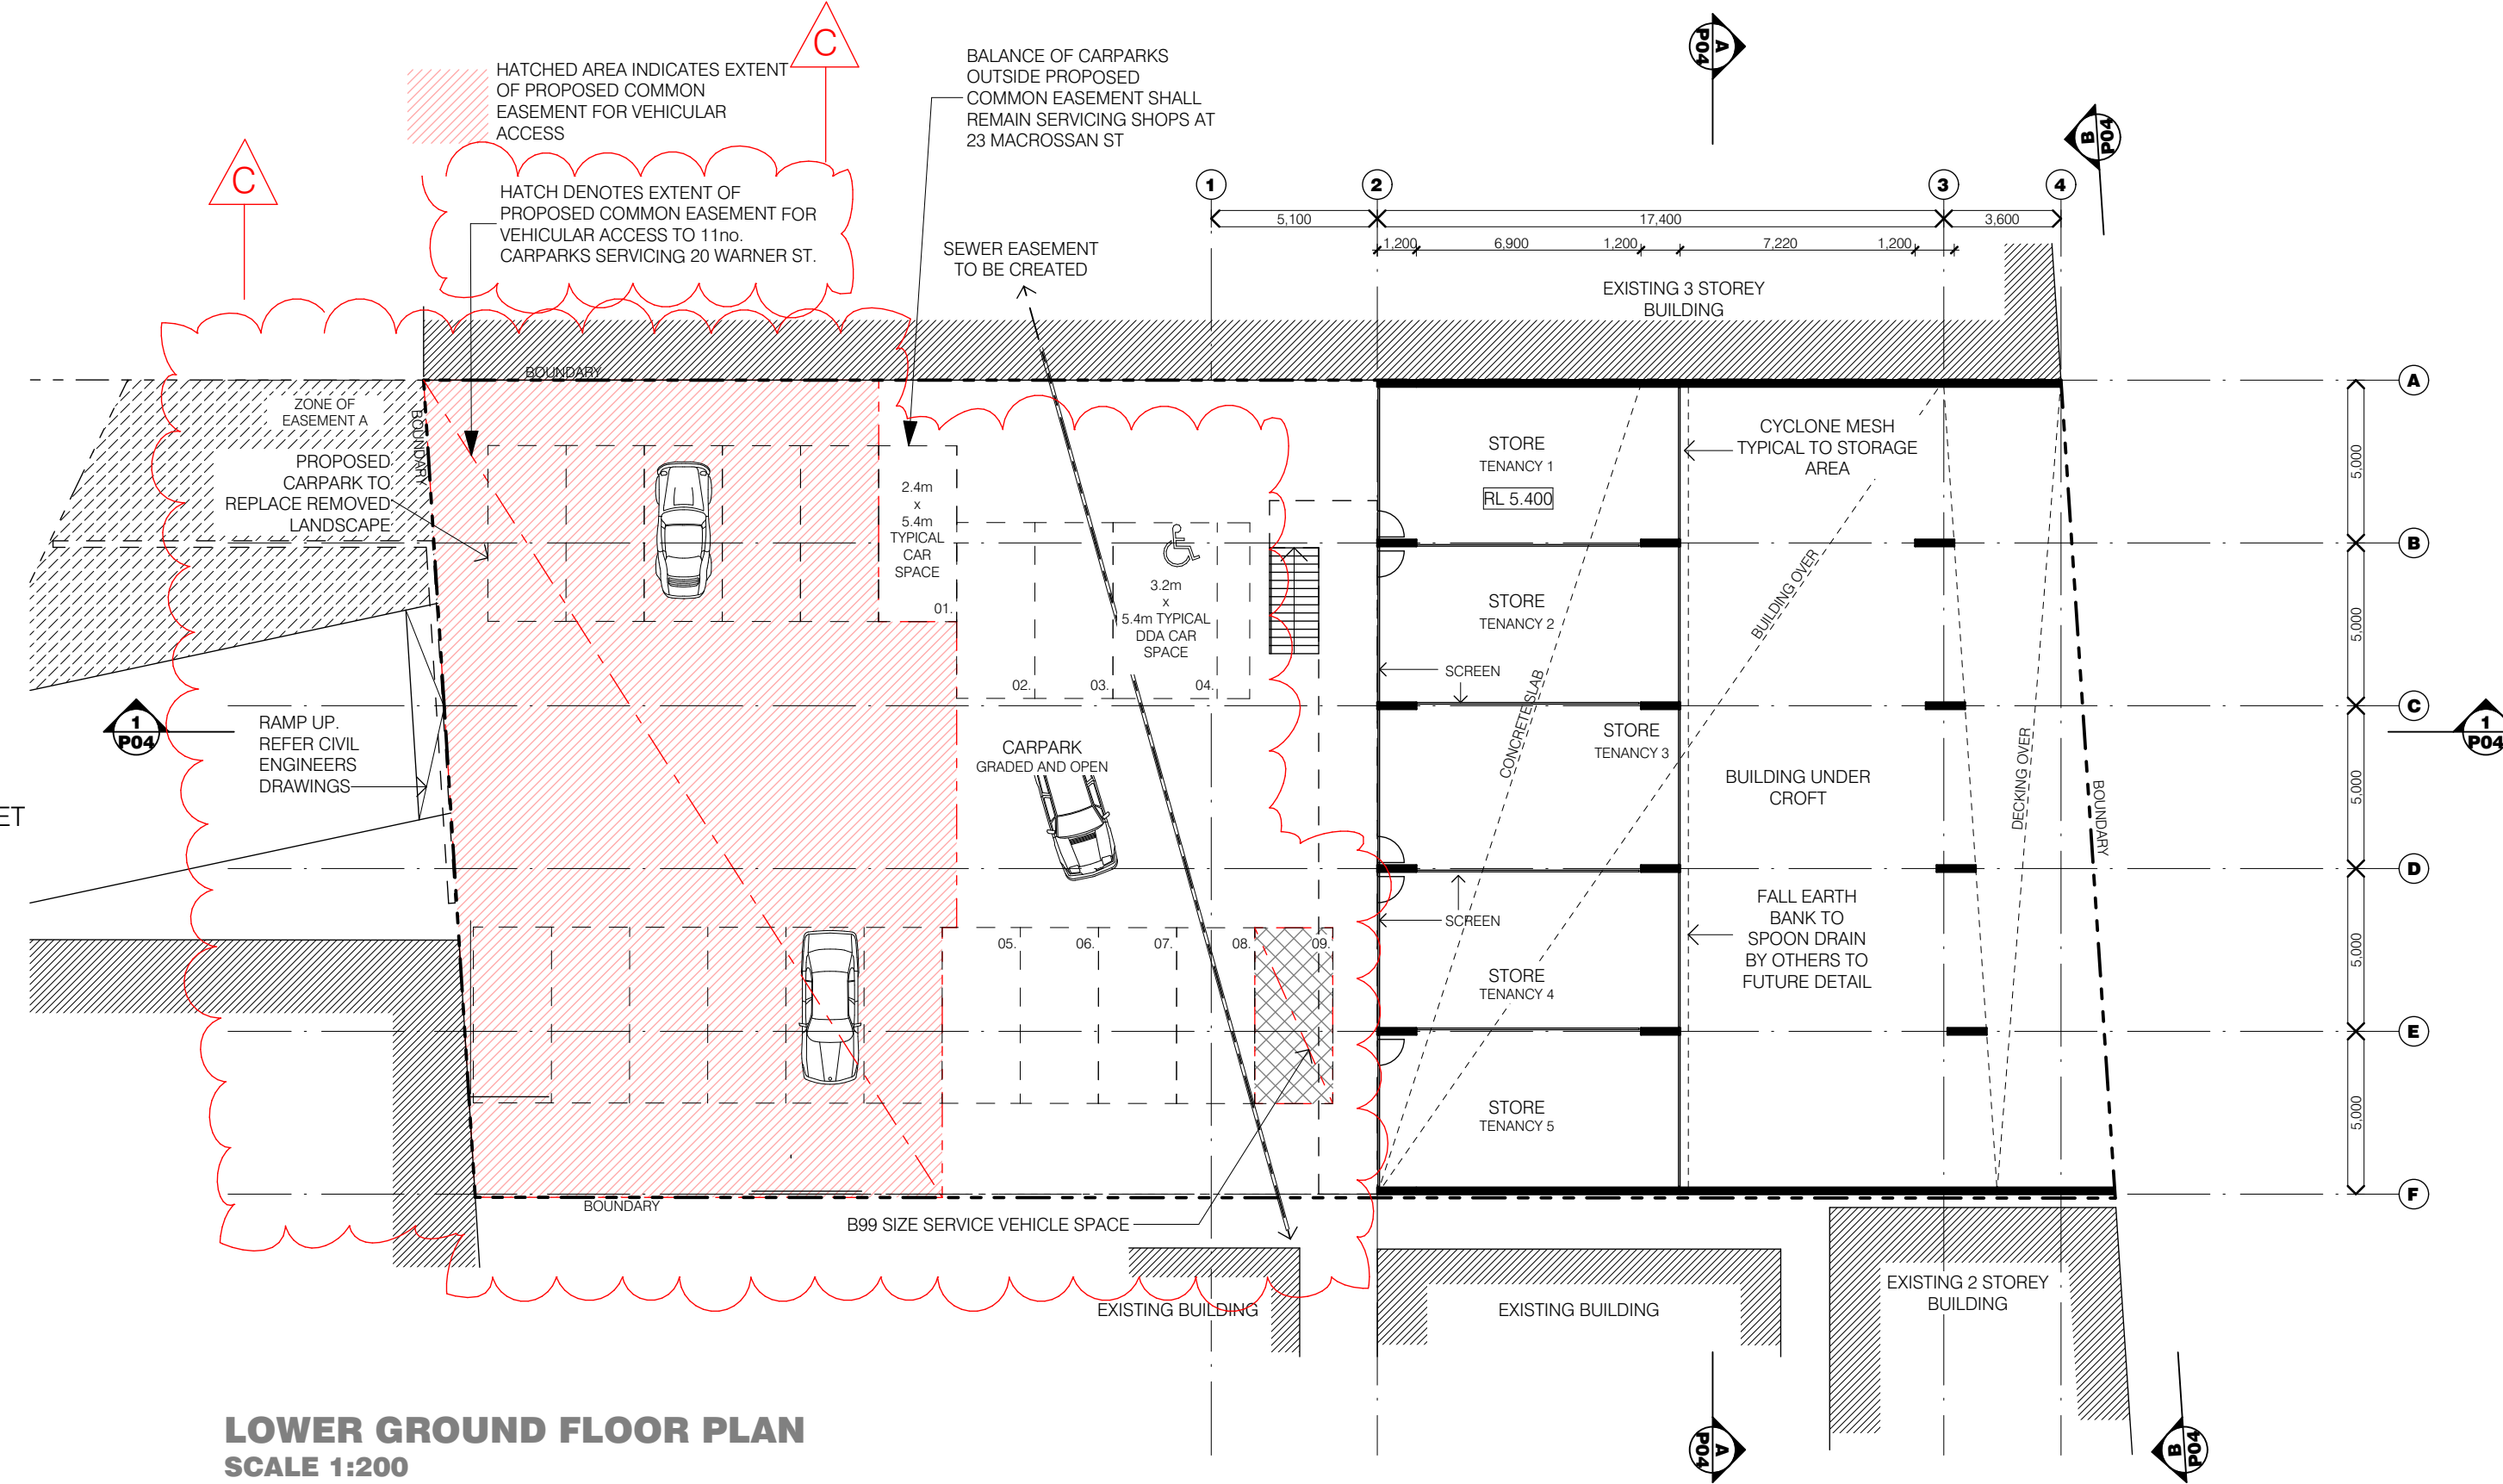 C
C
HATCHED AREA INDICATES EXTENT
OF PROPOSED COMMON
EASEMENT FOR VEHICULAR
ACCESS
BALANCE OF CARPARKS
OUTSIDE PROPOSED
COMMON EASEMENT SHALL
REMAIN SERVICING SHOPS AT
23 MACROSSAN ST
A
P04
B
P04
HATCH DENOTES EXTENT OF
PROPOSED COMMON EASEMENT FOR
VEHICULAR ACCESS TO 11no.
CARPARKS SERVICING 20 WARNER ST.
1
2
3
4
5,100
17,400
3,600
1,200
6,900
1,200
7,220
1,200
SEWER EASEMENT
TO BE CREATED
EXISTING 3 STOREY
BUILDING
BOUNDARY
A
ZONE OF
EASEMENT A
BOUNDARY
PROPOSED
CARPARK TO
REPLACE REMOVED
LANDSCAPE
2.4m
x
5.4m
TYPICAL
CAR
SPACE
01.
STORE
TENANCY 1
RL 5.400
CYCLONE MESH
TYPICAL TO STORAGE
AREA
5,000
B
3.2m
x
5.4m TYPICAL
DDA CAR
SPACE
02.
03.
04.
STORE
TENANCY 2
BUILDING OVER
5,000
SCREEN
C
1
P04
RAMP UP.
REFER CIVIL
ENGINEERS
DRAWINGS
CARPARK
GRADED AND OPEN
CONCRETE SLAB
STORE
TENANCY 3
BUILDING UNDER
CROFT
DECKING OVER
BOUNDARY
5,000
1
P04
ET
D
SCREEN
FALL EARTH
BANK TO
SPOON DRAIN
BY OTHERS TO
FUTURE DETAIL
05.
06.
07.
08.
09.
STORE
TENANCY 4
5,000
E
STORE
TENANCY 5
5,000
F
BOUNDARY
B99 SIZE SERVICE VEHICLE SPACE
EXISTING BUILDING
EXISTING BUILDING
EXISTING 2 STOREY
BUILDING
A
P04
B
P04
LOWER GROUND FLOOR PLAN
SCALE 1:200